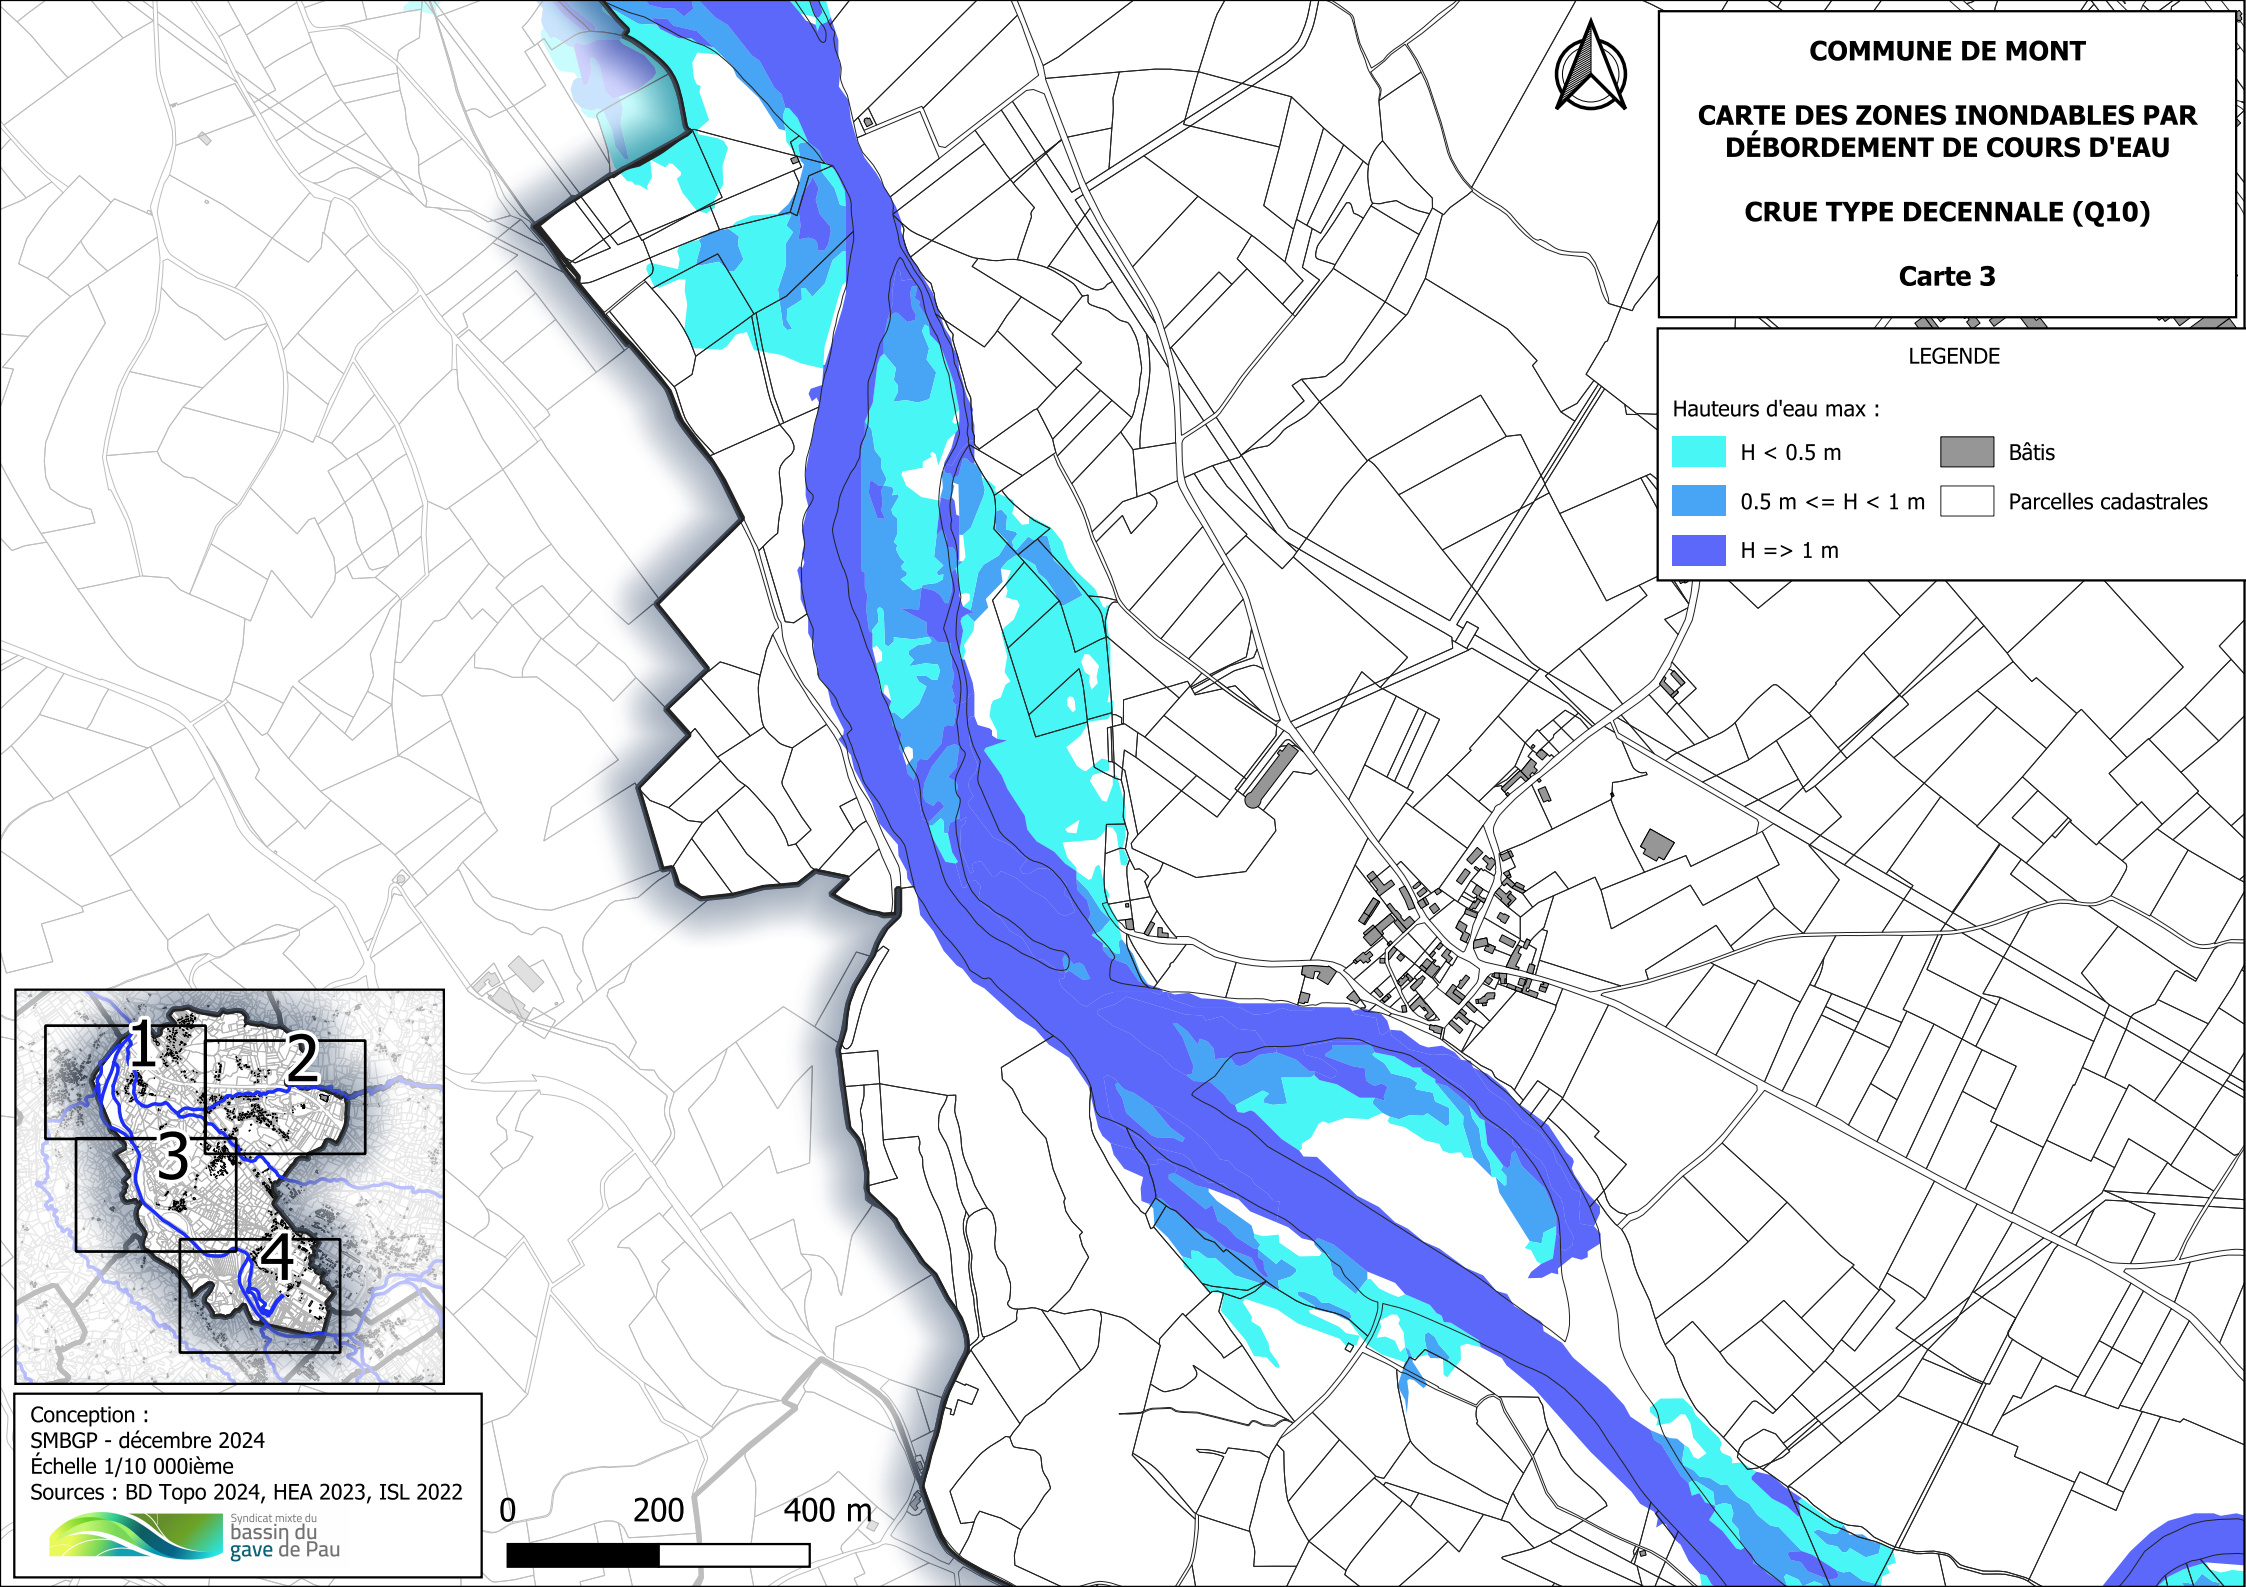 COMMUNE DE MONT
CARTE DES ZONES INONDABLES PAR
DÉBORDEMENT DE COURS D'EAU
CRUE TYPE DECENNALE (Q10)
Carte 3
LEGENDE
Hauteurs d'eau max :
H < 0.5 m
Bâtis
0.5 m <= H < 1 m
Parcelles cadastrales
H => 1 m
1
2
3
4
Conception :
SMBGP - décembre 2024
Échelle 1/10 000ième
Sources : BD Topo 2024, HEA 2023, ISL 2022
Syndicat mixte du
bassin du
gave de Pau
0 200 400 m